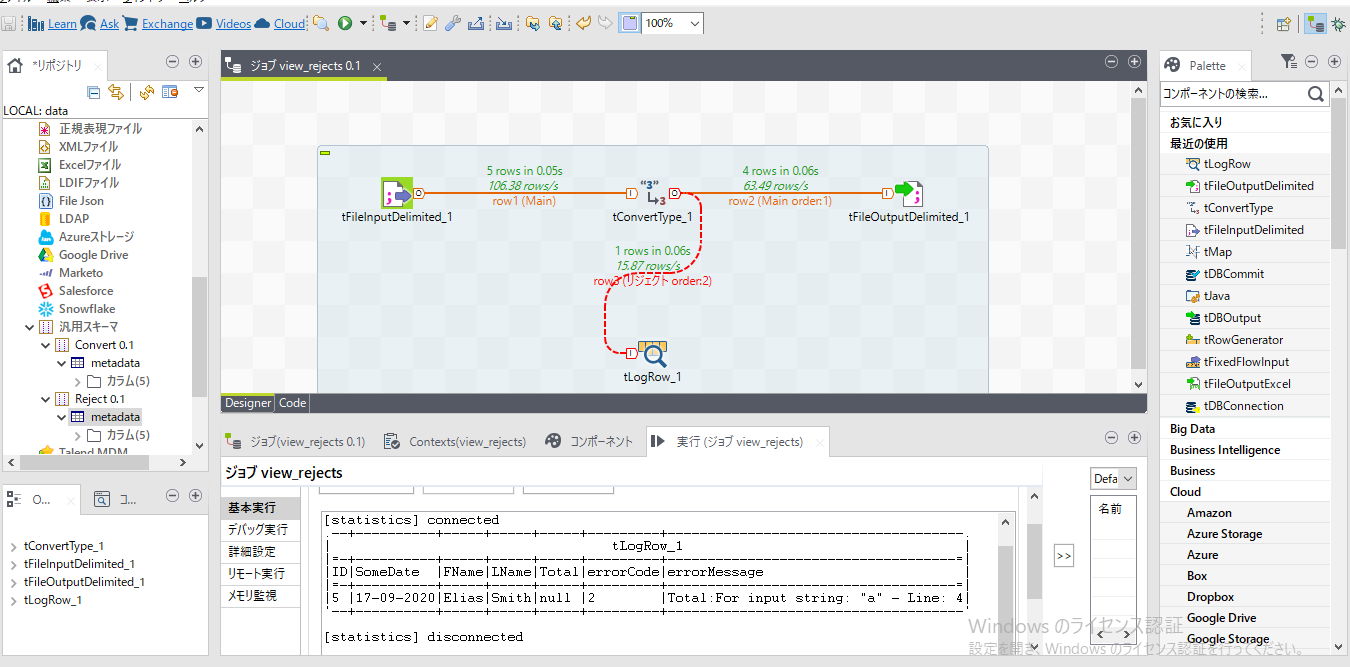 Learn Ask Exchange Videos Cloud 100%
*リポジトリ
LOCAL: data
正規表現ファイル
XMLファイル
Excelファイル
LDIFファイル
File Json
LDAP
Azureストレージ
Google Drive
Marketo
Salesforce
Snowflake
汎用スキーマ
Convert 0.1
metadata
カラム(5)
Reject 0.1
metadata
カラム(5)
Talend MDM
O...
コ...
tConvertType_1
tFileInputDelimited_1
tFileOutputDelimited_1
tLogRow_1
ジョブ view_rejects 0.1
5 rows in 0.05s
106.38 rows/s
row1 (Main)
tFileInputDelimited_1
"3"
3
tConvertType_1
4 rows in 0.06s
63.49 rows/s
row2 (Main order:1)
tFileOutputDelimited_1
1 rows in 0.06s
15.87 rows/s
row3 (リジェクト order:2)
tLogRow_1
Designer Code
ジョブ(view_rejects 0.1) Contexts(view_rejects) コンポーネント 実行 (ジョブ view_rejects)
ジョブ view_rejects
基本実行
デバッグ実行
詳細設定
リモート実行
メモリ監視
[statistics] connected
tLogRow_1
ID|SomeDate |FName|LName|Total|errorCode|errorMessage
5 |17-09-2020|Elias|Smith|null |2 |Total:For input string: "a" - Line: 4|
[statistics] disconnected
>>
Defa
名前
Palette
コンポーネントの検索...
お気に入り
最近の使用
tLogRow
tFileOutputDelimited
tConvertType
tFileInputDelimited
tMap
tDBCommit
tJava
tDBOutput
tRowGenerator
tFixedFlowInput
tFileOutputExcel
tDBConnection
Big Data
Business Intelligence
Business
Cloud
Amazon
Azure Storage
Azure
Box
Dropbox
Google Drive
Google Storage
Windows のライセンス認証
設定を開き、Windows のライセンス認証を行ってください。